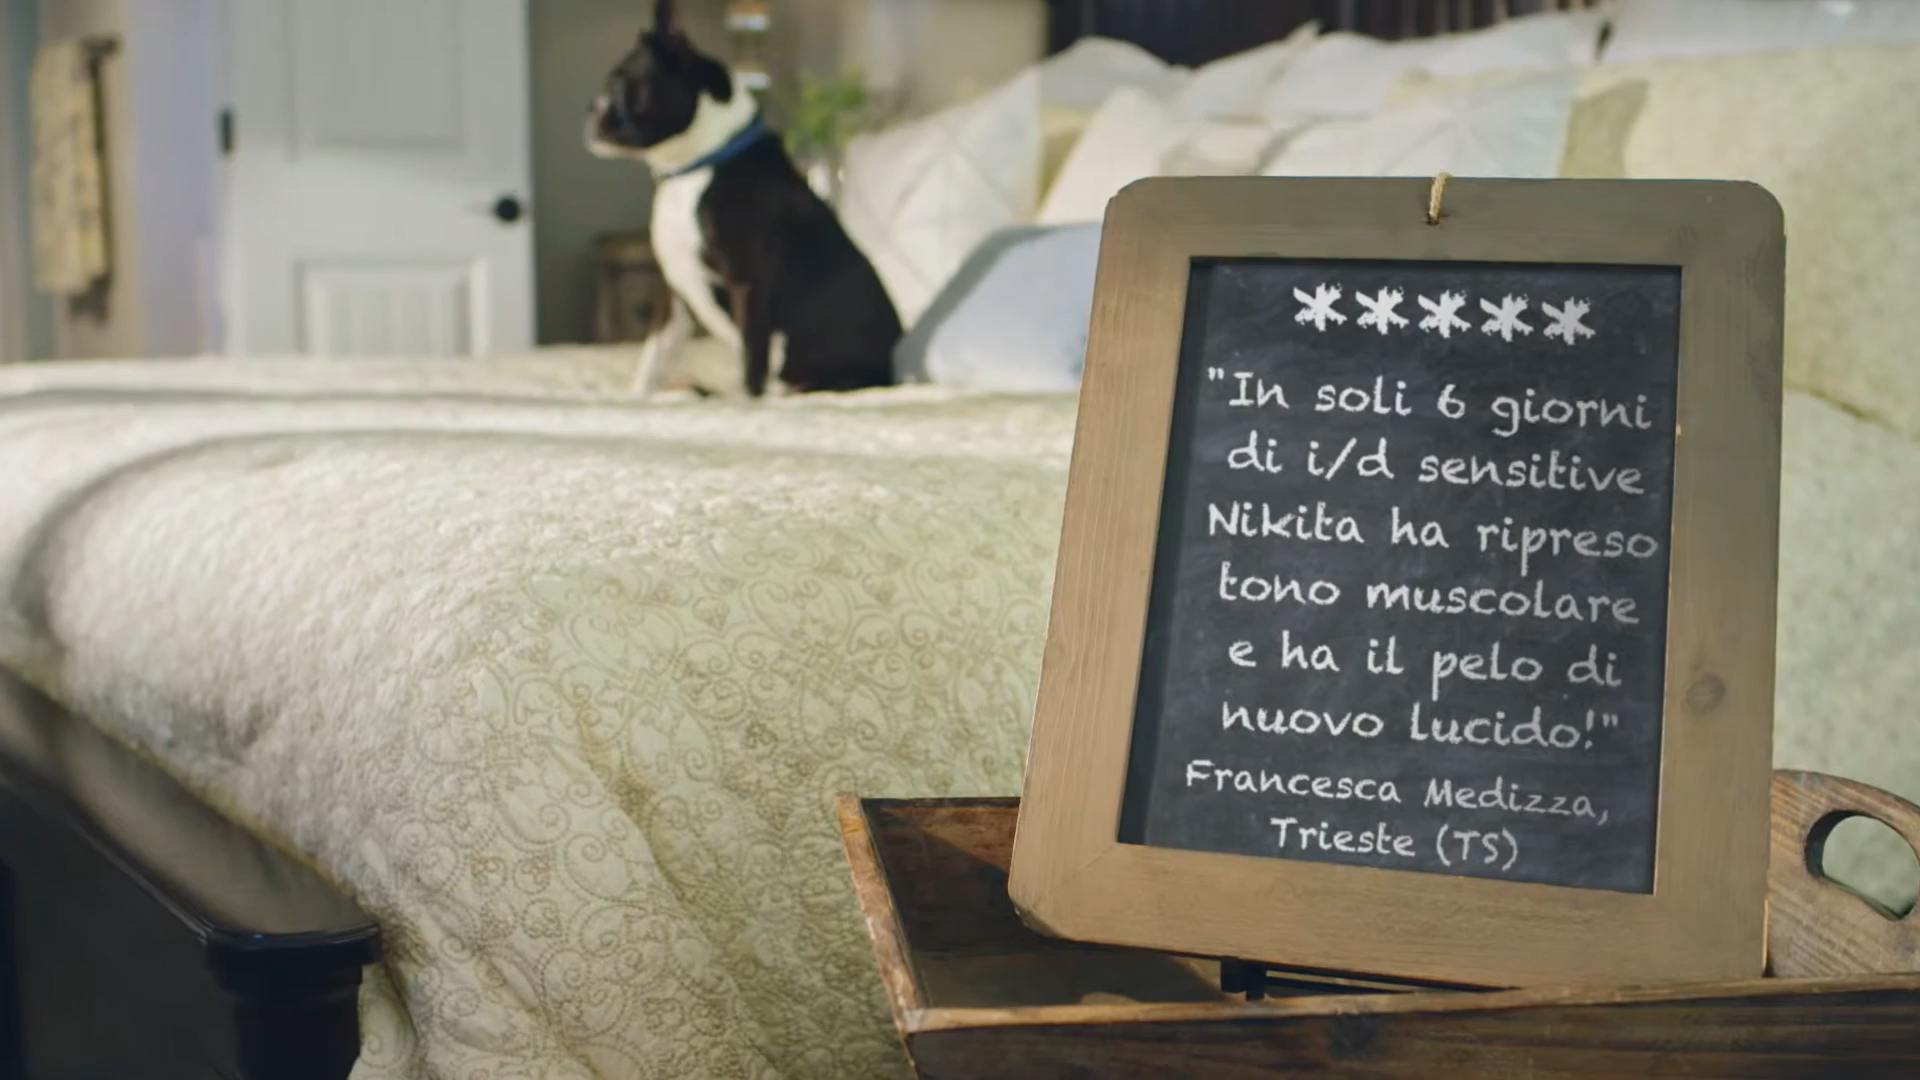 *****
"In soli 6 giorni
di i/d sensitive
Nikita ha ripreso
tono muscolare
e ha il pelo di
nuovo lucido!"
Francesca Medizza,
Trieste (TS)